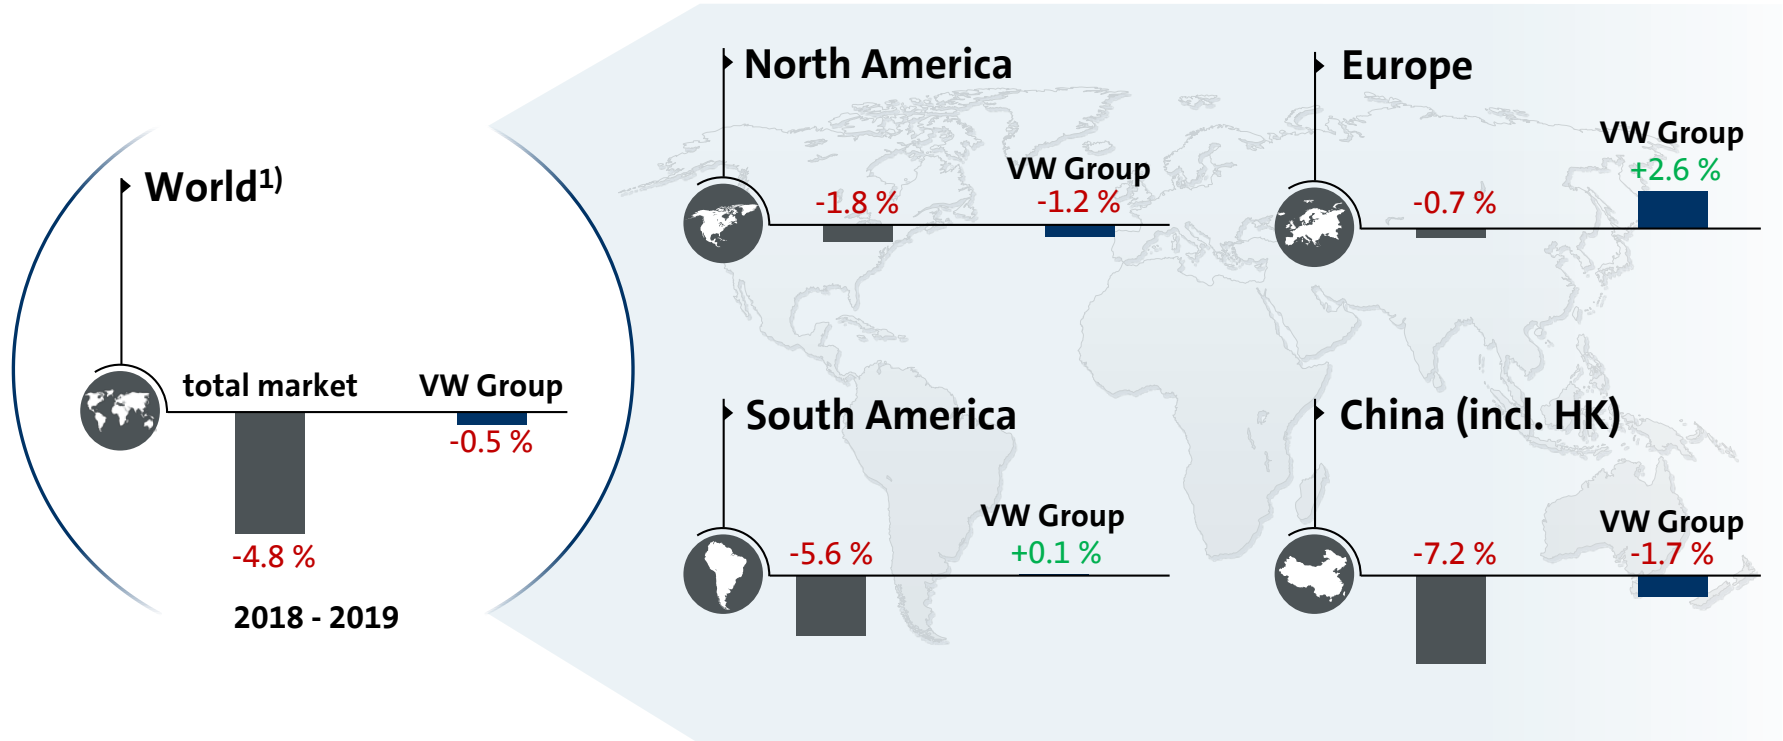 World1)
total market
VW Group
-0.5 %
-4.8 %
2018 - 2019
North America
VW Group
-1.8 %
-1.2 %
Europe
VW Group
+2.6 %
-0.7 %
South America
VW Group
-5.6 %
+0.1 %
China (incl. HK)
VW Group
-7.2 %
-1.7 %